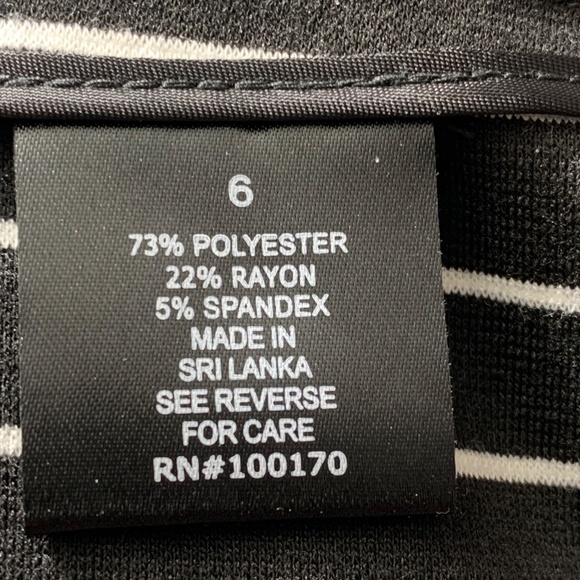 6
73% POLYESTER
22% RAYON
5% SPANDEX
MADE IN
SRI LANKA
SEE REVERSE
FOR CARE
RN#100170